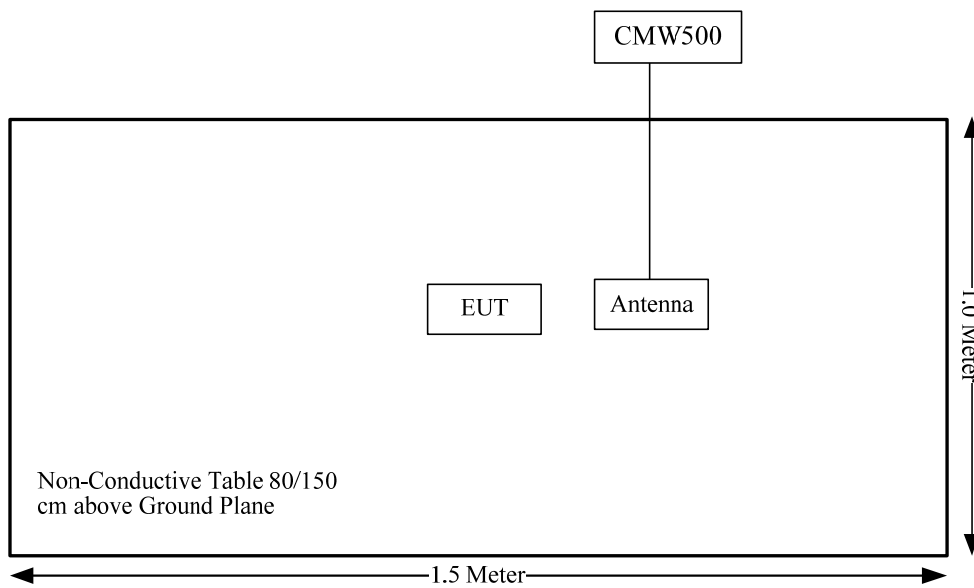 CMW500
EUT
Antenna
1.0 Meter
Non-Conductive Table 80/150
cm above Ground Plane
1.5 Meter